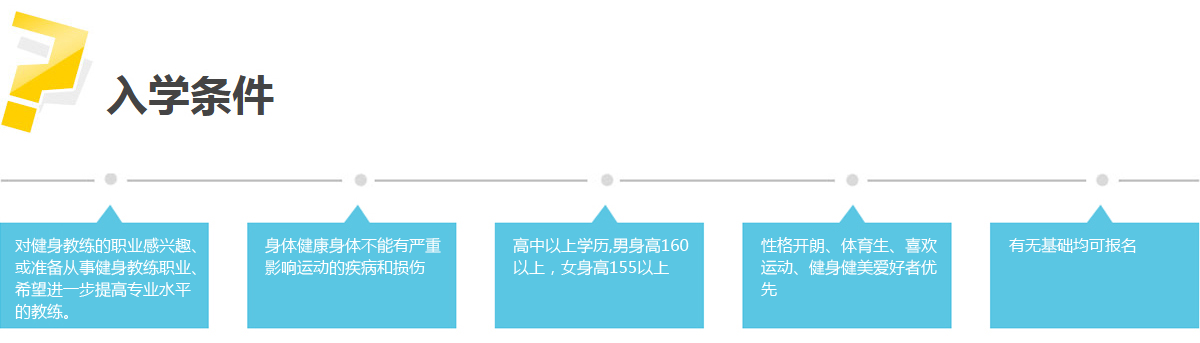 入学条件
对健身教练的职业感兴趣、
或准备从事健身教练职业、
希望进一步提高专业水平
的教练。
身体健康身体不能有严重
影响运动的疾病和损伤
高中以上学历,男身高160
以上，女身高155以上
性格开朗、体育生、喜欢
运动、健身健美爱好者优
先
有无基础均可报名